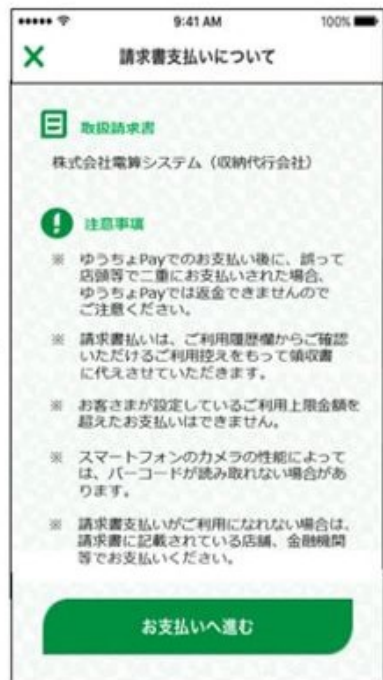 9:41 AM
100%
請求書支払いについて
取扱請求書
株式会社電算システム（収納代行会社）
注意事項
※ ゆうちょPayでのお支払い後に、誤って
店頭等で二重にお支払いされた場合、
ゆうちょPayでは返金できませんので
ご注意ください。
※ 請求書払いは、ご利用履歴欄からご確認
いただけるご利用控えをもって領収書
に代えさせていただきます。
※ お客さまが設定しているご利用上限金額を
超えたお支払いはできません。
※ スマートフォンのカメラの性能によって
は、バーコードが読み取れない場合があ
ります。
※ 請求書支払いがご利用になれない場合は、
請求書に記載されている店舗、金融機関
等でお支払いください。
お支払いへ進む